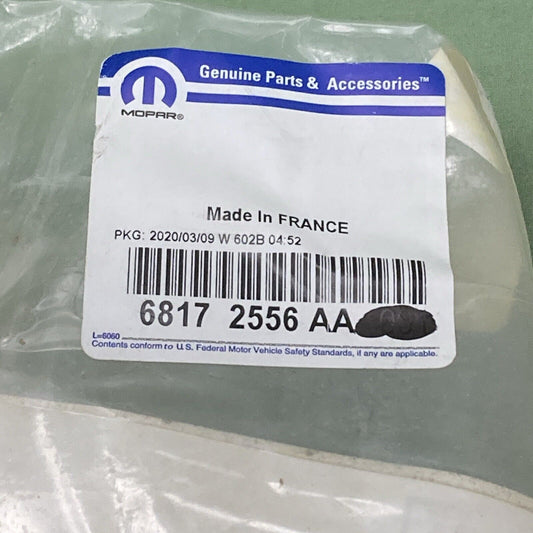 Genuine Parts & Accessories™
MOPAR®
Made In FRANCE
PKG: 2020/03/09 W 602B 04:52
6817 2556 AA
L=6060
Contents conform to U.S. Federal Motor Vehicle Safety Standards, if any are applicable.